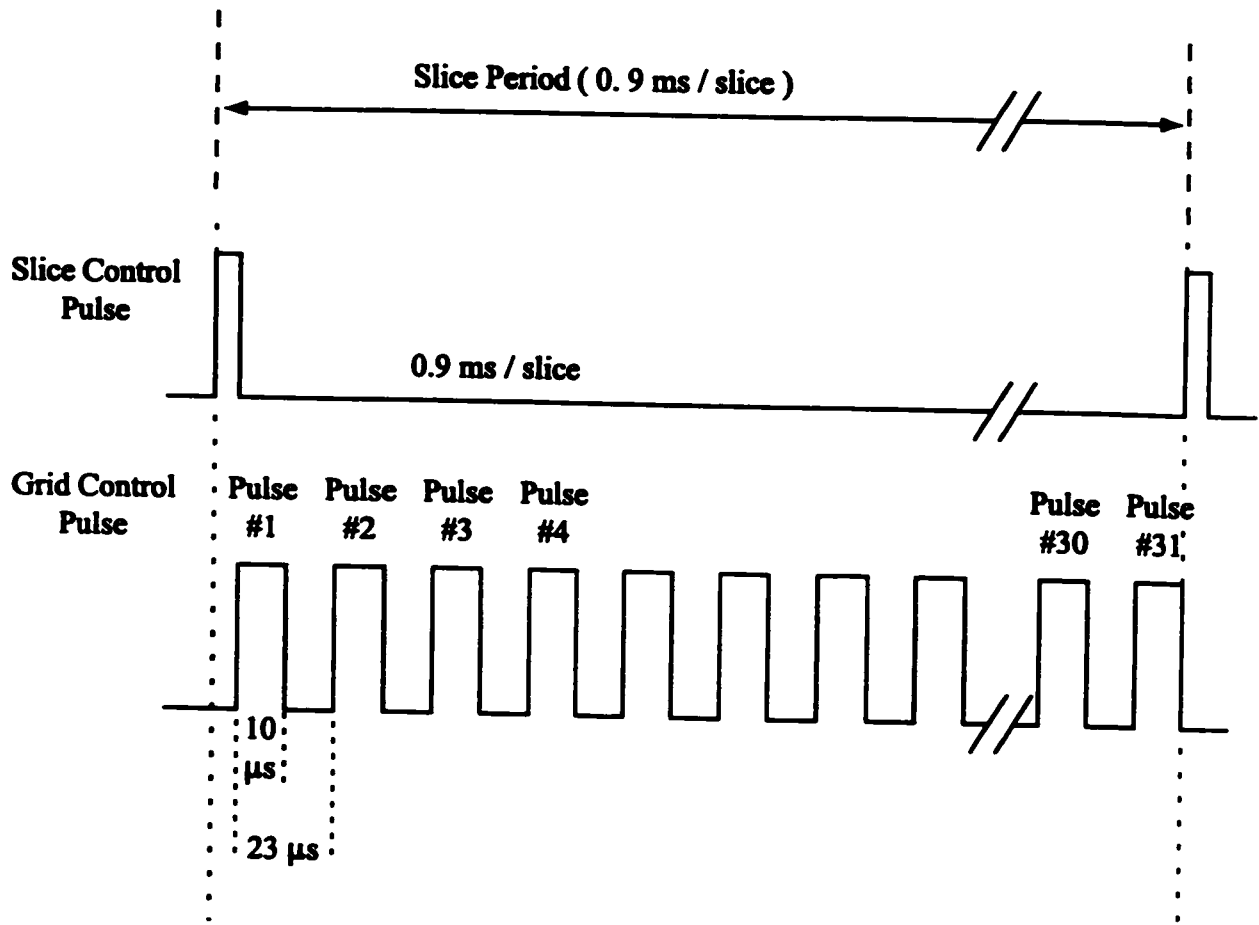 Slice Period ( 0. 9 ms / slice )
Slice Control
Pulse
0.9 ms / slice
Grid Control
Pulse
Pulse
#1
Pulse
#2
Pulse
#3
Pulse
#4
Pulse
#30
Pulse
#31
10
μs
23 μs